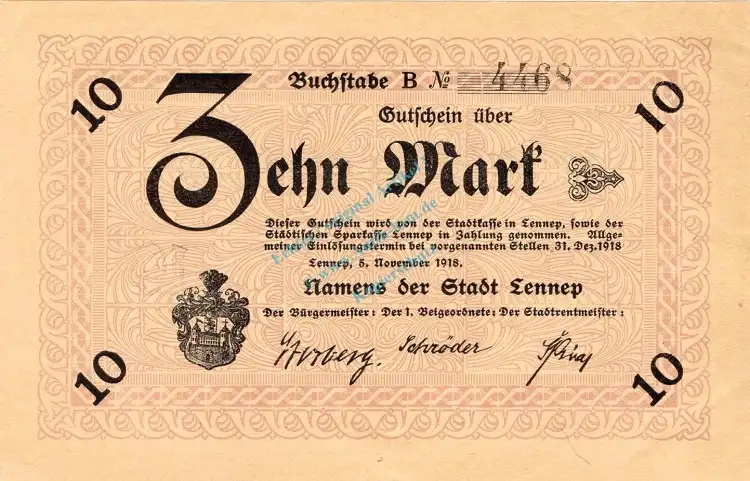 Buchstabe B № 4468
10
10
Gutschein über
Zehn Mark
Dieser Gutschein wird von der Stadtkasse in Lennep, sowie der
Städtischen Sparkasse Lennep in Zahlung genommen. Allge-
meiner Einlösungstermin bei vorgenannten Stellen 31. Dez. 1918
Lennep, 5. November 1918.
Namens der Stadt Lennep
Der Bürgermeister: Der 1. Beigeordnete: Der Stadtrentmeister:
Schröder
10
10